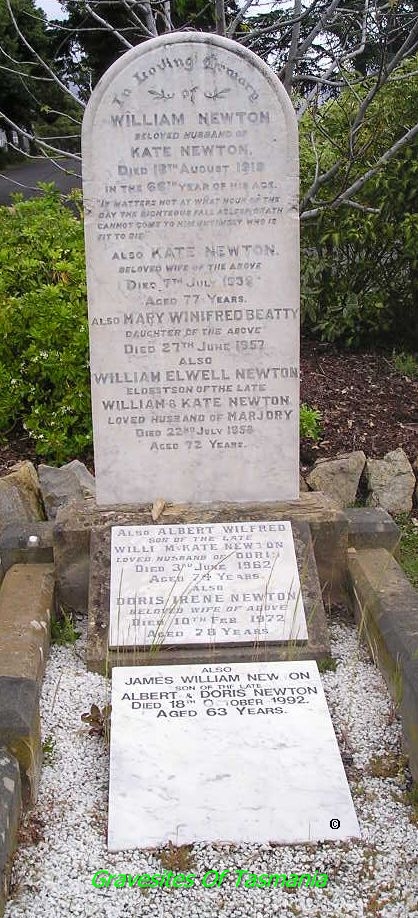 In Loving Memory
of
WILLIAM NEWTON
BELOVED HUSBAND OF
KATE NEWTON,
DIED 18TH AUGUST 1918
IN THE 66TH YEAR OF HIS AGE.
"IT MATTERS NOT AT WHAT HOUR OF THE
DAY THE RIGHTEOUS FALL ASLEEP, DEATH
CANNOT COME TO HIM UNTIMELY WHO IS
FIT TO DIE"
ALSO KATE NEWTON.
BELOVED WIFE OF THE ABOVE
DIED 7TH JULY
AGED 77 YEARS.
ALSO MARY WINIFRED BEATTY
DAUGHTER OF THE ABOVE
DIED 27TH JUNE 1957
ALSO
WILLIAM ELWELL NEWTON
ELDEST SON OF THE LATE
WILLIAM & KATE NEWTON
LOVED HUSBAND OF MARJORY
DIED 22ND JULY 1958
AGED 72 YEARS.
ALSO ALBERT WILFRED
SON OF THE LATE
WILLI M & KATE NEWTON
LOVED HUSBAND OF DORIS
DIED 3RD JUNE 1962
AGED 74 YEARS.
ALSO
DORIS IRENE NEWTON
BELOVED WIFE OF ABOVE
DIED 10TH FEB. 1972
AGED 78 YEARS
ALSO
JAMES WILLIAM NEW ON
SON OF THE LATE
ALBERT & DORIS NEWTON
DIED 18TH O TOBER 1992.
AGED 63 YEARS.
©
Gravesites Of Tasmania